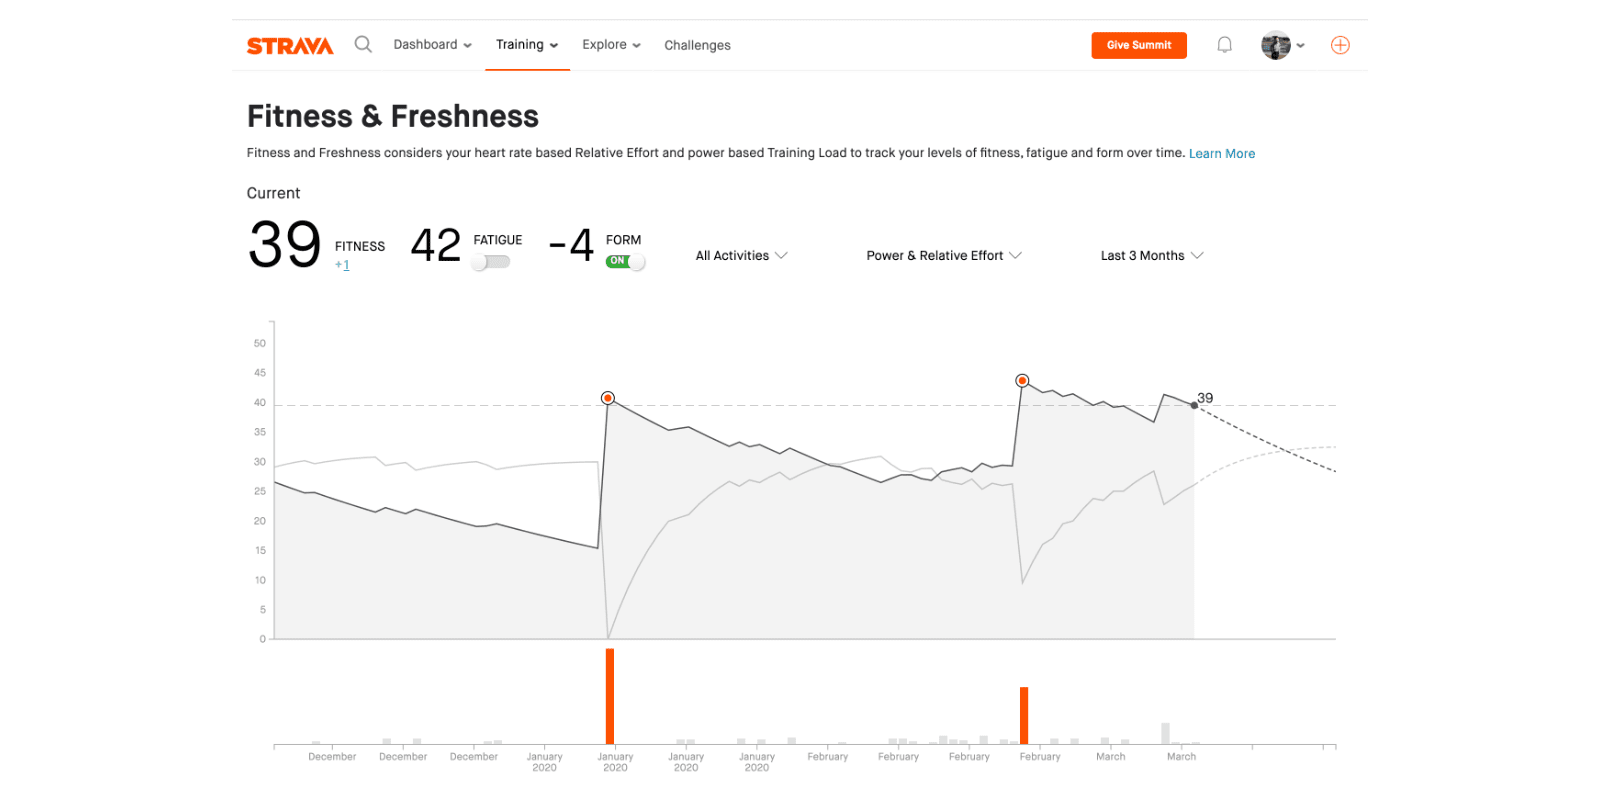 STRAVA Dashboard Training Explore Challenges Give Summit
Fitness & Freshness
Fitness and Freshness considers your heart rate based Relative Effort and power based Training Load to track your levels of fitness, fatigue and form over time. Learn More
Current
39 FITNESS +1 42 FATIGUE -4 FORM ON All Activities Power & Relative Effort Last 3 Months
50
45
40
39
35
30
25
20
15
10
5
0
December December December January 2020 January 2020 January 2020 January 2020 February February February February March March